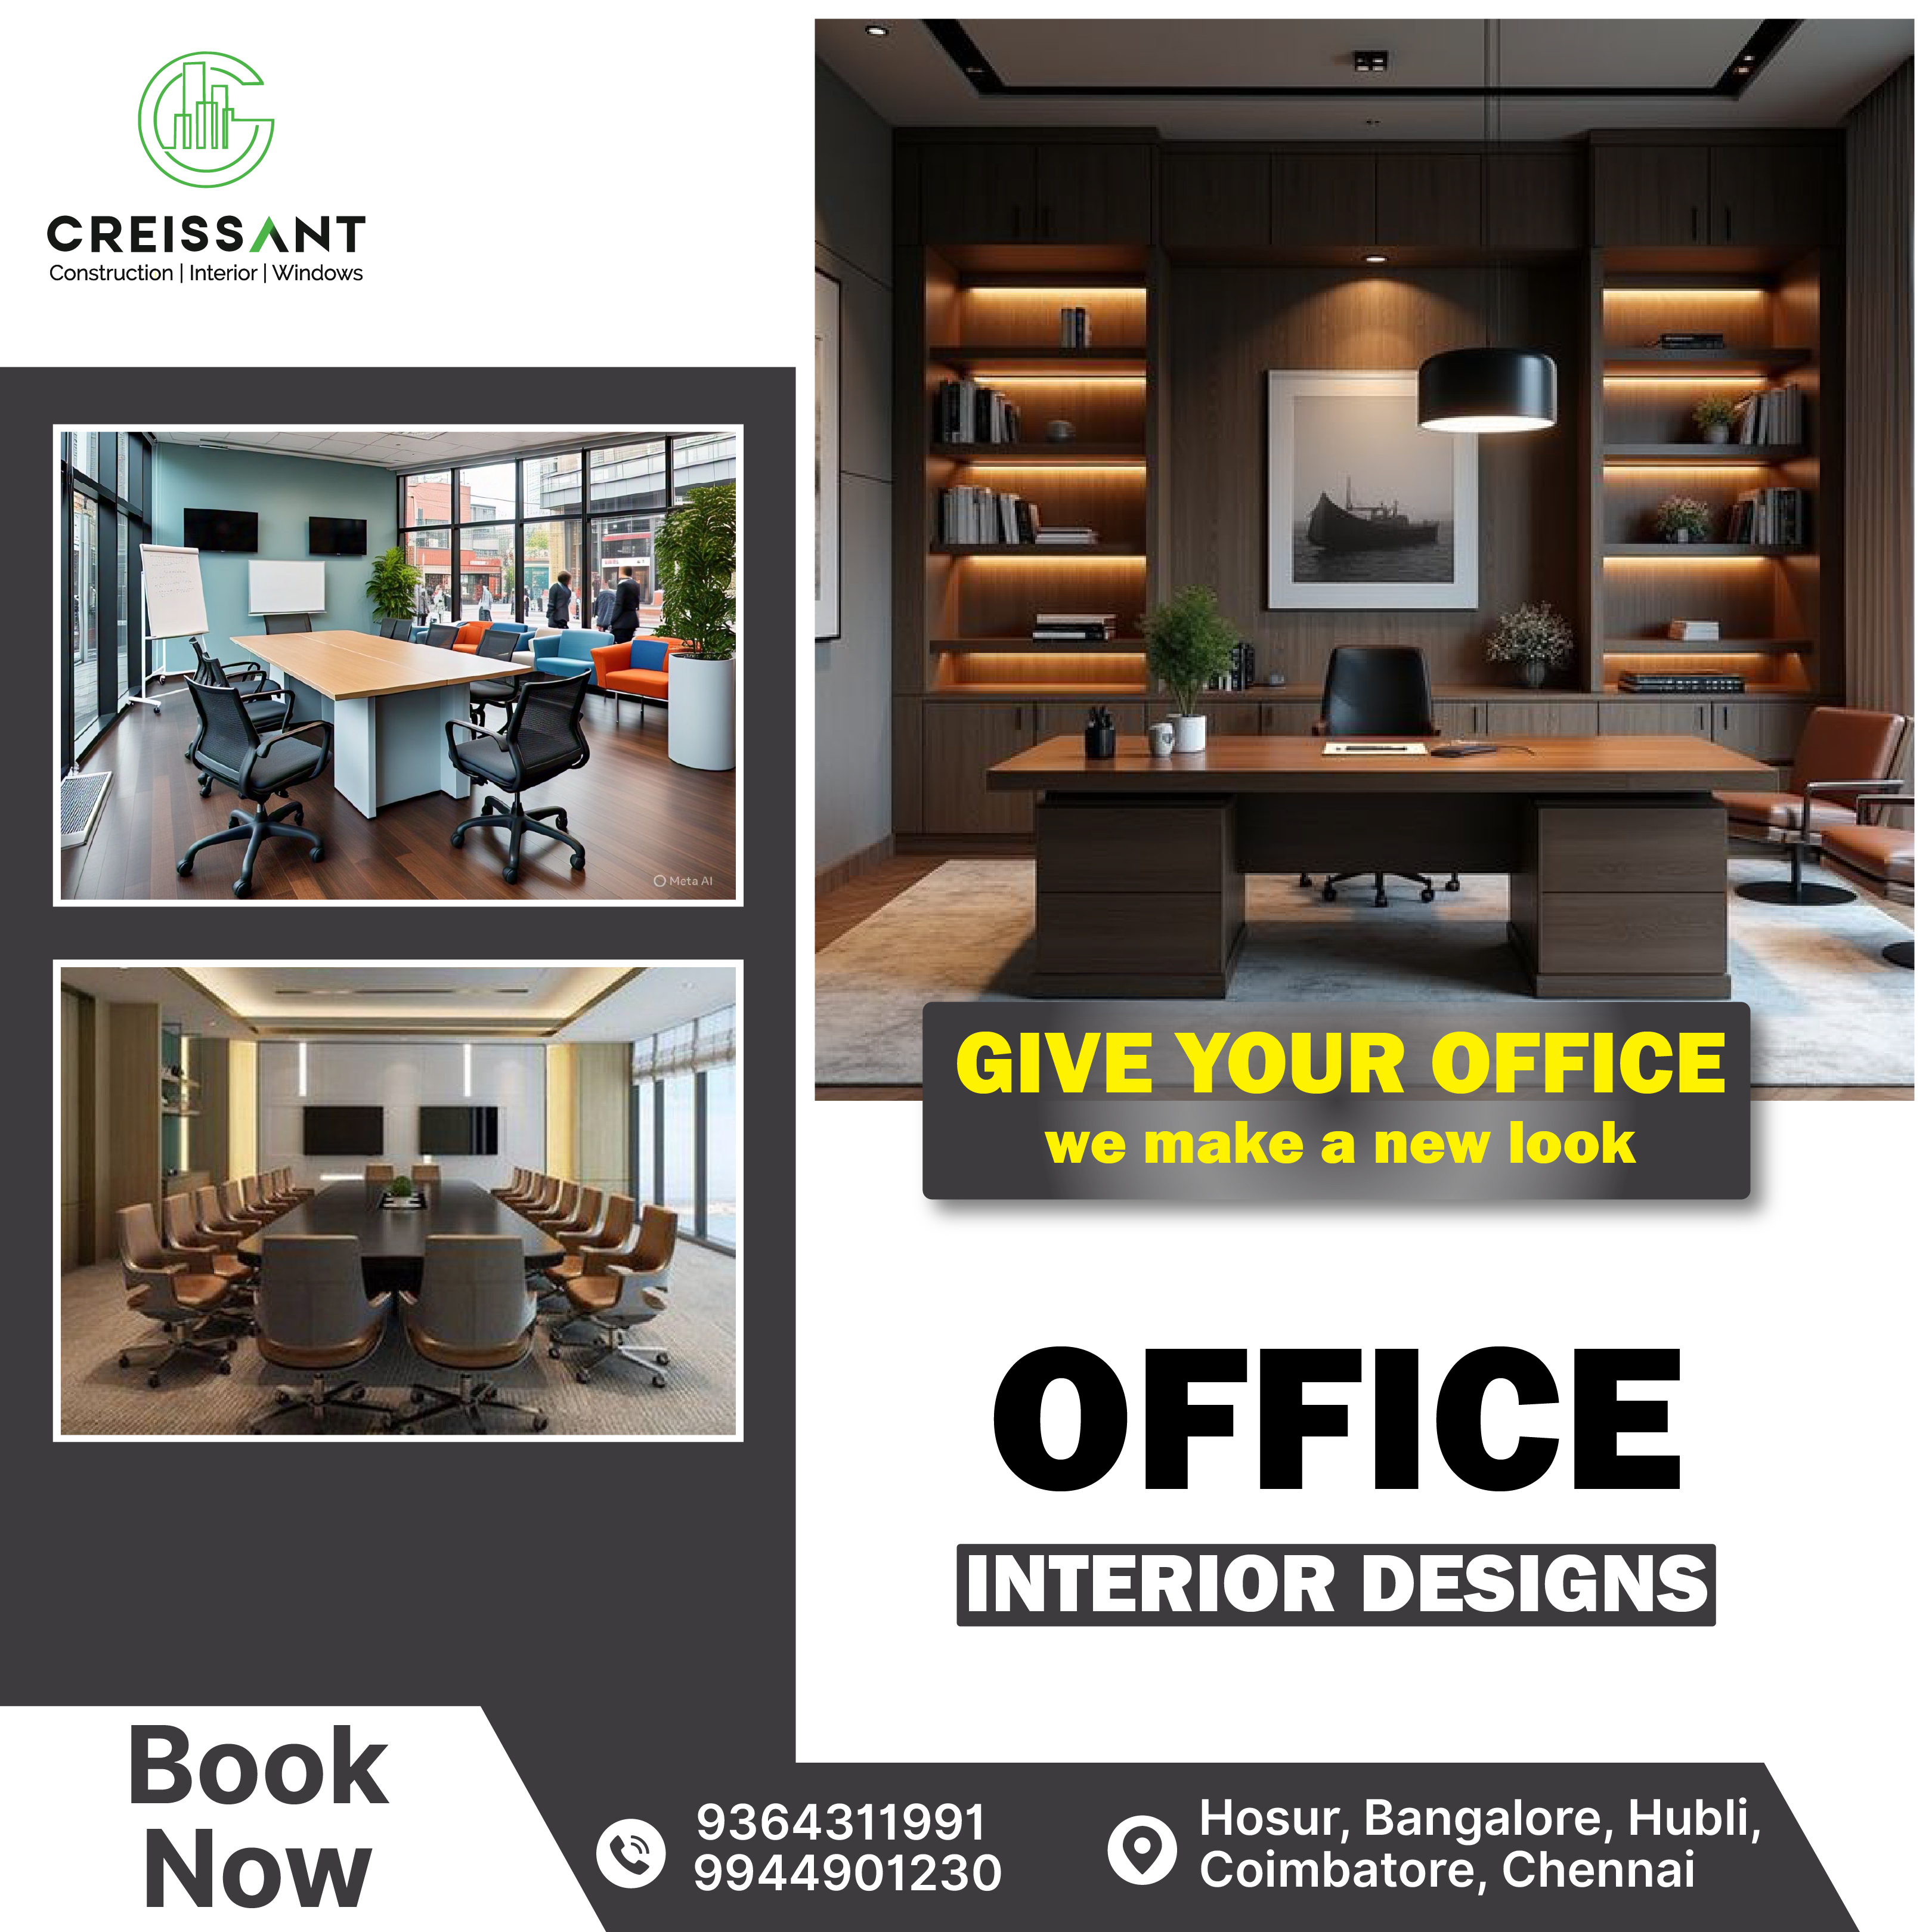 CREISSANT
Construction | Interior | Windows
Meta AI
GIVE YOUR OFFICE
we make a new look
OFFICE
INTERIOR DESIGNS
Book
Now
9364311991
9944901230
Hosur, Bangalore, Hubli,
Coimbatore, Chennai